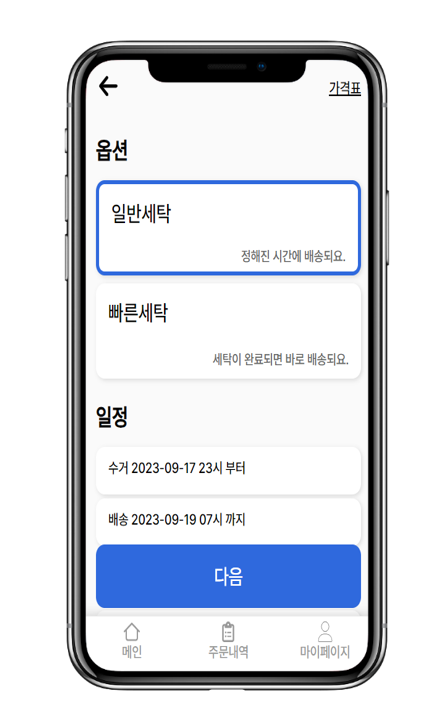 가격표
옵션
일반세탁
정해진 시간에 배송되요.
빠른세탁
세탁이 완료되면 바로 배송되요.
일정
수거 2023-09-17 23시 부터
배송 2023-09-19 07시 까지
다음
메인 주문내역 마이페이지